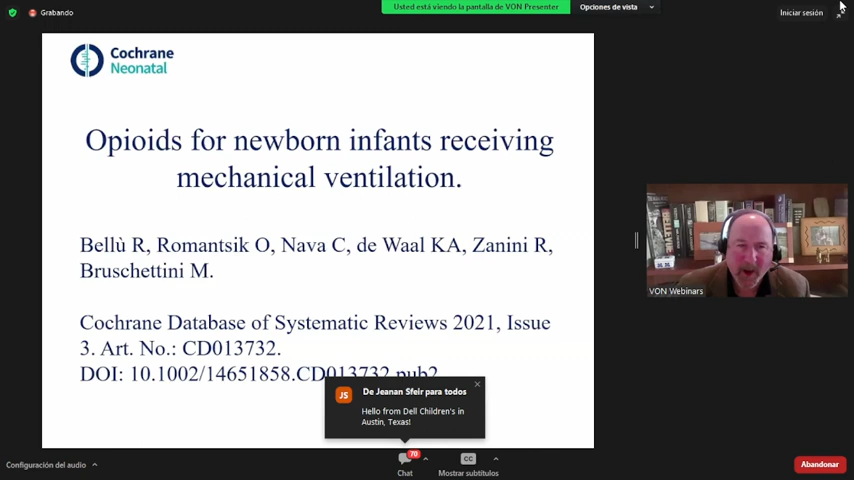 Grabando
Usted está viendo la pantalla de VON Presenter
Opciones de vista
Iniciar sesión
Cochrane
Neonatal
Opioids for newborn infants receiving
mechanical ventilation.
Bellù R, Romantsik O, Nava C, de Waal KA, Zanini R,
Bruschettini M.
Cochrane Database of Systematic Reviews 2021, Issue
3. Art. No.: CD013732.
DOI: 10.1002/14651858.CD013732.pub2
VON Webinars
JS
De Jeanan Sfeir para todos
Hello from Dell Children's in
Austin, Texas!
Configuración del audio
70
Chat
CC
Mostrar subtítulos
Abandonar